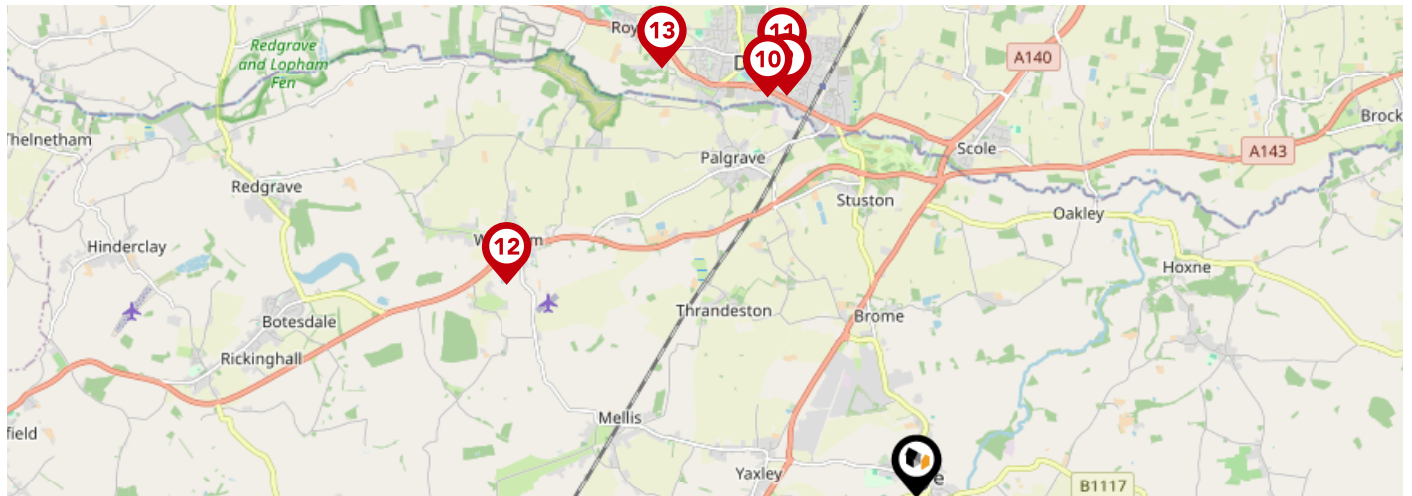 13
11
10
Redgrave
and Lopham
Fen
A140
Thelnetham
Brock
Scole
A143
Palgrave
Redgrave
Stuston
Oakley
12
Hinderclay
Hoxne
Thrandeston
Brome
Botesdale
Rickinghall
Mellis
field
Yaxley
B1117